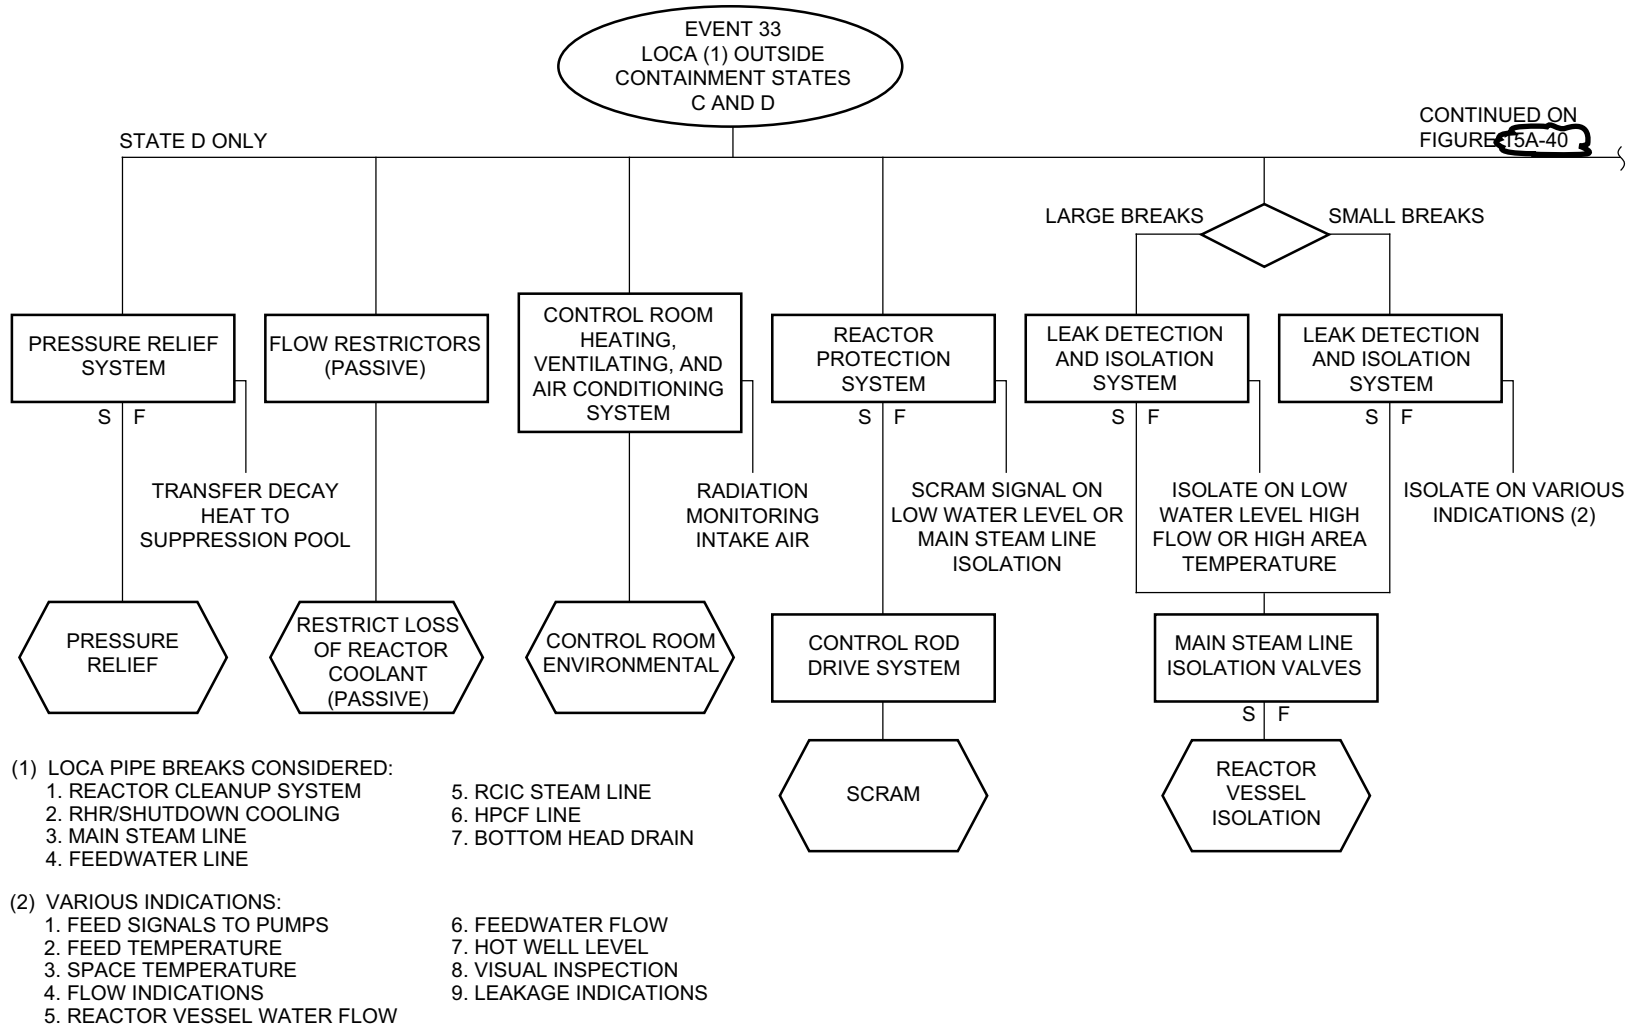 EVENT 33
LOCA (1) OUTSIDE
CONTAINMENT STATES
C AND D
CONTINUED ON
FIGURE 15A-40
STATE D ONLY
LARGE BREAKS
SMALL BREAKS
PRESSURE RELIEF
SYSTEM
FLOW RESTRICTORS
(PASSIVE)
CONTROL ROOM
HEATING,
VENTILATING, AND
AIR CONDITIONING
SYSTEM
REACTOR
PROTECTION
SYSTEM
LEAK DETECTION
AND ISOLATION
SYSTEM
LEAK DETECTION
AND ISOLATION
SYSTEM
S F
S F
S F
S F
TRANSFER DECAY
HEAT TO
SUPPRESSION POOL
RADIATION
MONITORING
INTAKE AIR
SCRAM SIGNAL ON
LOW WATER LEVEL OR
MAIN STEAM LINE
ISOLATION
ISOLATE ON LOW
WATER LEVEL HIGH
FLOW OR HIGH AREA
TEMPERATURE
ISOLATE ON VARIOUS
INDICATIONS (2)
PRESSURE
RELIEF
RESTRICT LOSS
OF REACTOR
COOLANT
(PASSIVE)
CONTROL ROOM
ENVIRONMENTAL
CONTROL ROD
DRIVE SYSTEM
MAIN STEAM LINE
ISOLATION VALVES
S F
SCRAM
REACTOR
VESSEL
ISOLATION
(1) LOCA PIPE BREAKS CONSIDERED:
1. REACTOR CLEANUP SYSTEM
2. RHR/SHUTDOWN COOLING
3. MAIN STEAM LINE
4. FEEDWATER LINE
5. RCIC STEAM LINE
6. HPCF LINE
7. BOTTOM HEAD DRAIN
(2) VARIOUS INDICATIONS:
1. FEED SIGNALS TO PUMPS
2. FEED TEMPERATURE
3. SPACE TEMPERATURE
4. FLOW INDICATIONS
5. REACTOR VESSEL WATER FLOW
6. FEEDWATER FLOW
7. HOT WELL LEVEL
8. VISUAL INSPECTION
9. LEAKAGE INDICATIONS